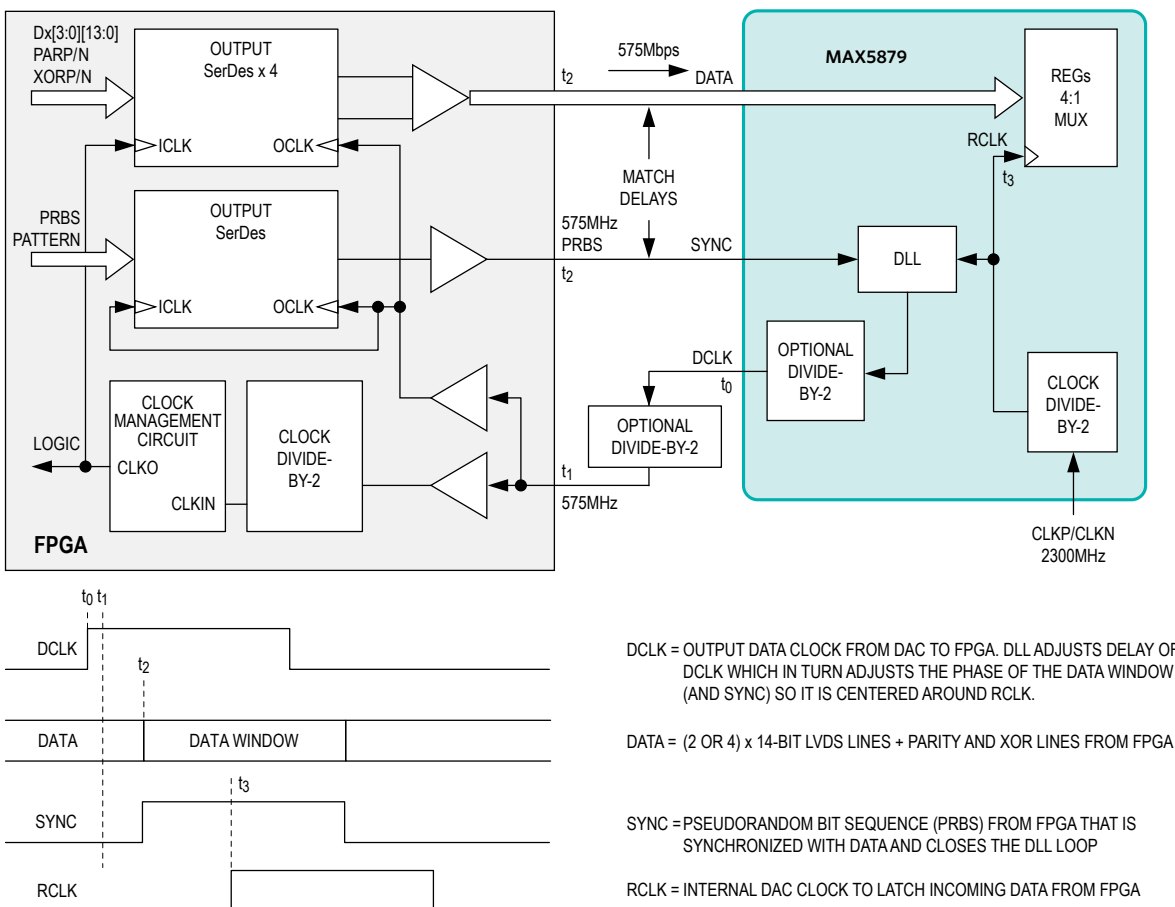 Dx[3:0][13:0]
PARP/N
XORP/N
OUTPUT
SerDes x 4
ICLK
OCLK
t2
575Mbps
DATA
MAX5879
REGs
4:1
MUX
RCLK
t3
MATCH
DELAYS
PRBS
PATTERN
OUTPUT
SerDes
ICLK
OCLK
575MHz
PRBS
t2
SYNC
DLL
DCLK
t0
OPTIONAL
DIVIDE-
BY-2
CLOCK
DIVIDE-
BY-2
OPTIONAL
DIVIDE-BY-2
LOGIC
CLOCK
MANAGEMENT
CIRCUIT
CLKO
CLKIN
CLOCK
DIVIDE-
BY-2
t1
575MHz
FPGA
CLKP/CLKN
2300MHz
t0 t1
DCLK
t2
DATA
DATA WINDOW
t3
SYNC
RCLK
DCLK = OUTPUT DATA CLOCK FROM DAC TO FPGA. DLL ADJUSTS DELAY OF
DCLK WHICH IN TURN ADJUSTS THE PHASE OF THE DATA WINDOW
(AND SYNC) SO IT IS CENTERED AROUND RCLK.
DATA = (2 OR 4) x 14-BIT LVDS LINES + PARITY AND XOR LINES FROM FPGA
SYNC = PSEUDORANDOM BIT SEQUENCE (PRBS) FROM FPGA THAT IS
SYNCHRONIZED WITH DATA AND CLOSES THE DLL LOOP
RCLK = INTERNAL DAC CLOCK TO LATCH INCOMING DATA FROM FPGA